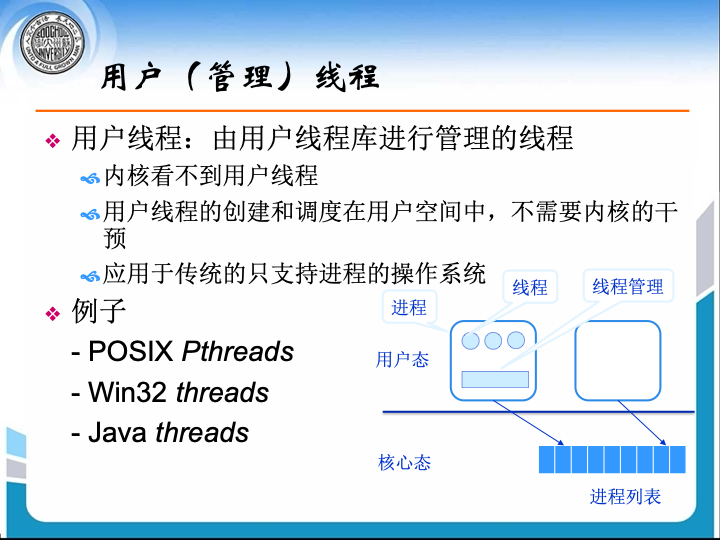 用户（管理）线程
用户线程：由用户线程库进行管理的线程
内核看不到用户线程
用户线程的创建和调度在用户空间中，不需要内核的干
预
应用于传统的只支持进程的操作系统
例子
- POSIX Pthreads
- Win32 threads
- Java threads
进程
线程
线程管理
用户态
核心态
进程列表